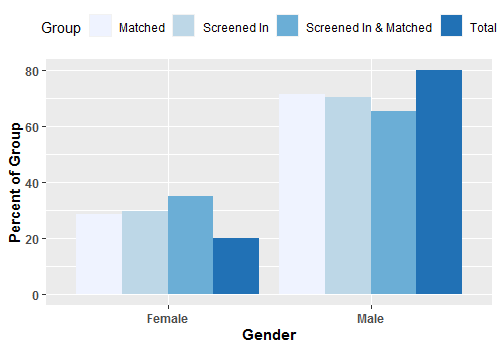 Group Matched Screened In Screened In & Matched Total
80
60
40
20
0
Percent of Group
Female Male
Gender